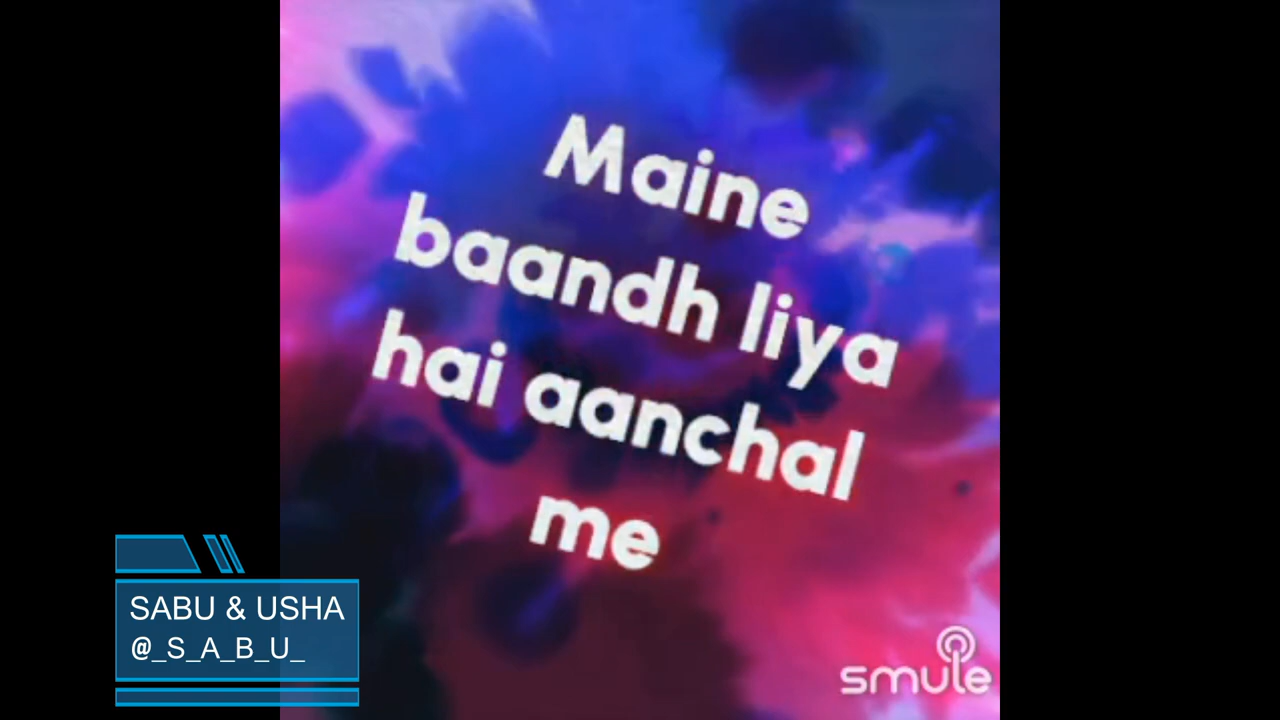 Maine
baandh liya
hai aanchal
me
SABU & USHA
@_S_A_B_U_
smule